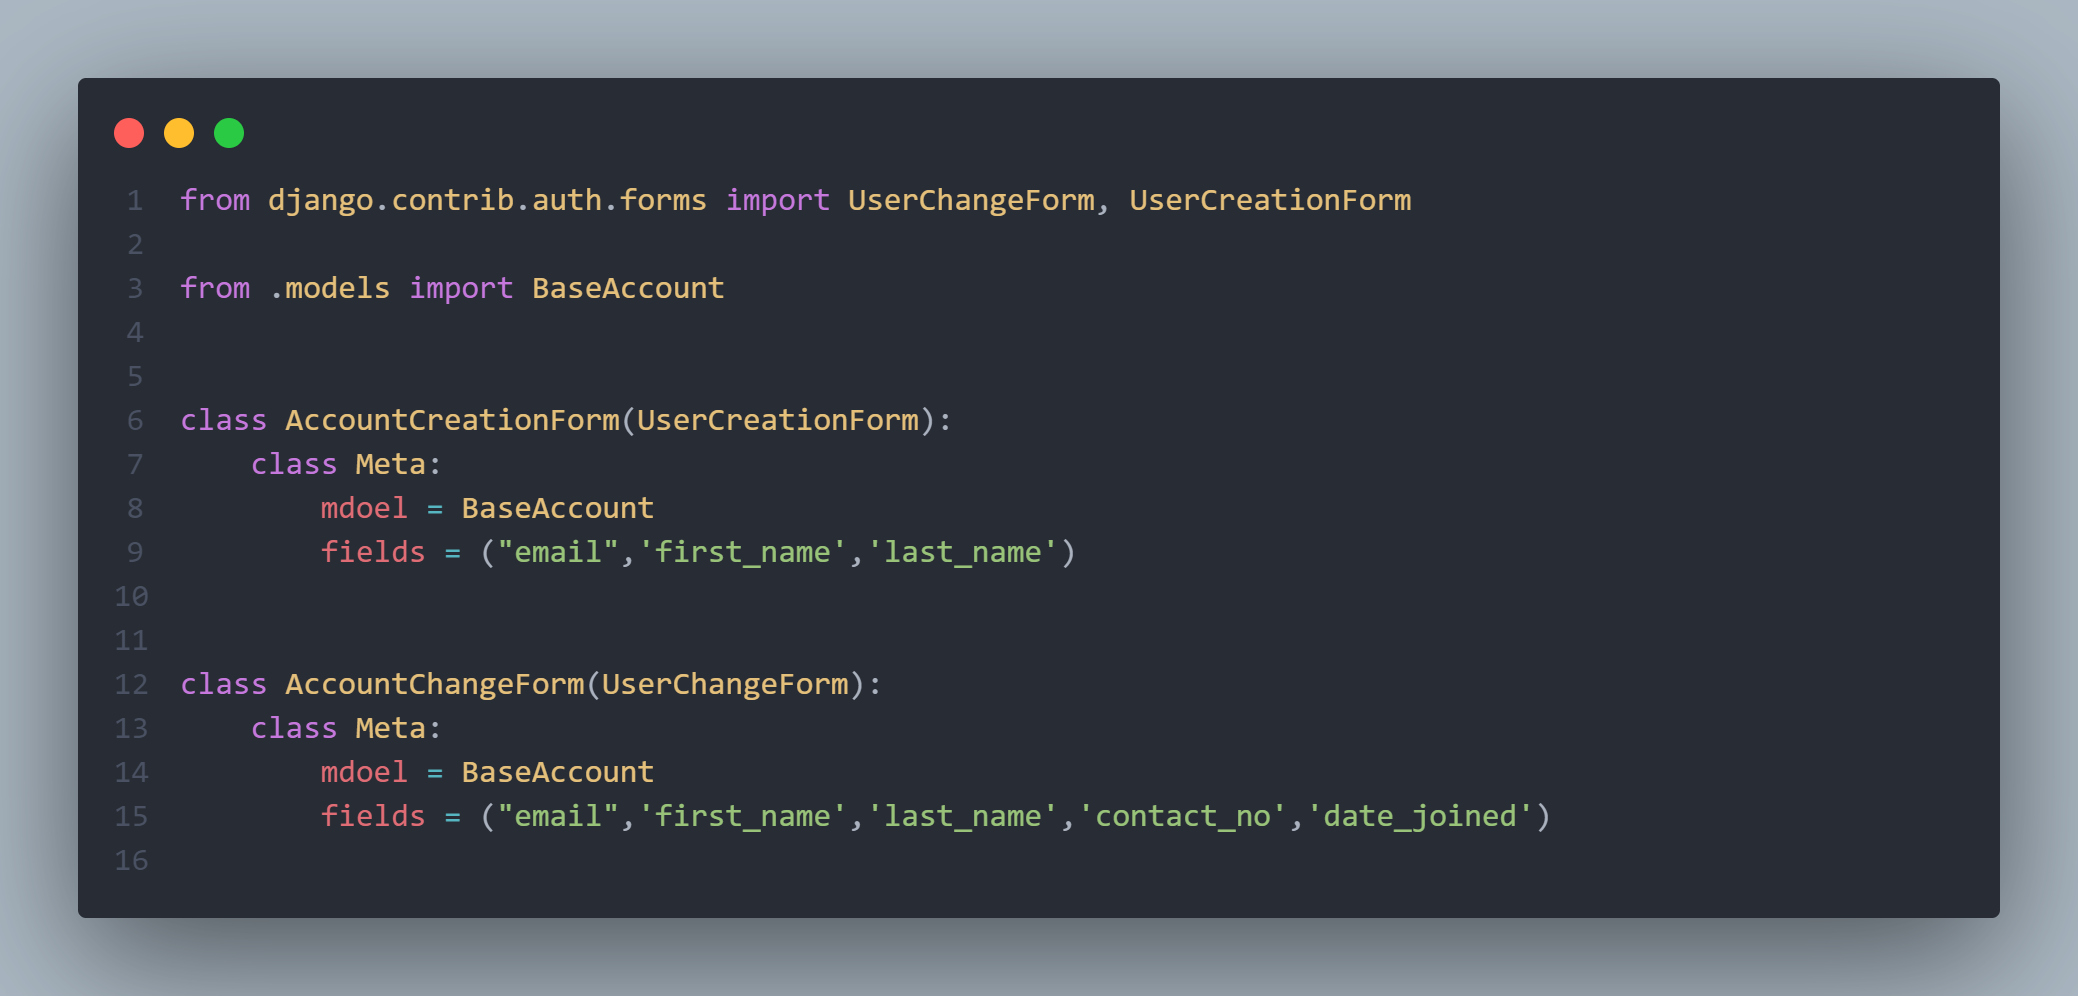 1 from django.contrib.auth.forms import UserChangeForm, UserCreationForm
2
3 from .models import BaseAccount
4
5
6 class AccountCreationForm(UserCreationForm):
7     class Meta:
8         mdoel = BaseAccount
9         fields = ("email",'first_name','last_name')
10
11
12 class AccountChangeForm(UserChangeForm):
13     class Meta:
14         mdoel = BaseAccount
15         fields = ("email",'first_name','last_name','contact_no','date_joined')
16